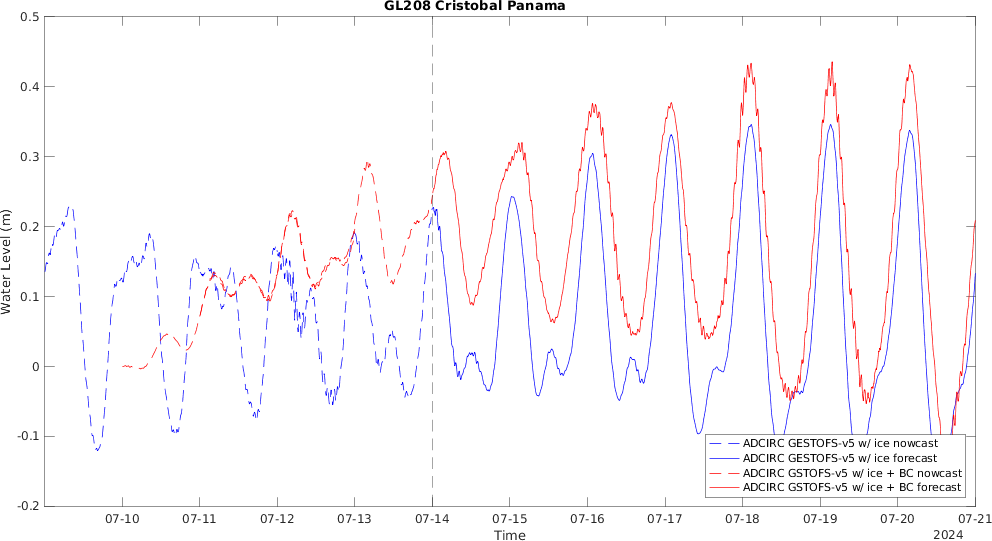 GL208 Cristobal Panama
0.5
0.4
0.3
0.2
0.1
0
-0.1
-0.2
Water Level (m)
ADCIRC GESTOFS-v5 w/ ice nowcast
ADCIRC GESTOFS-v5 w/ ice forecast
ADCIRC GSTOFS-v5 w/ ice + BC nowcast
ADCIRC GSTOFS-v5 w/ ice + BC forecast
07-10 07-11 07-12 07-13 07-14 07-15 07-16 07-17 07-18 07-19 07-20 07-21
Time
2024